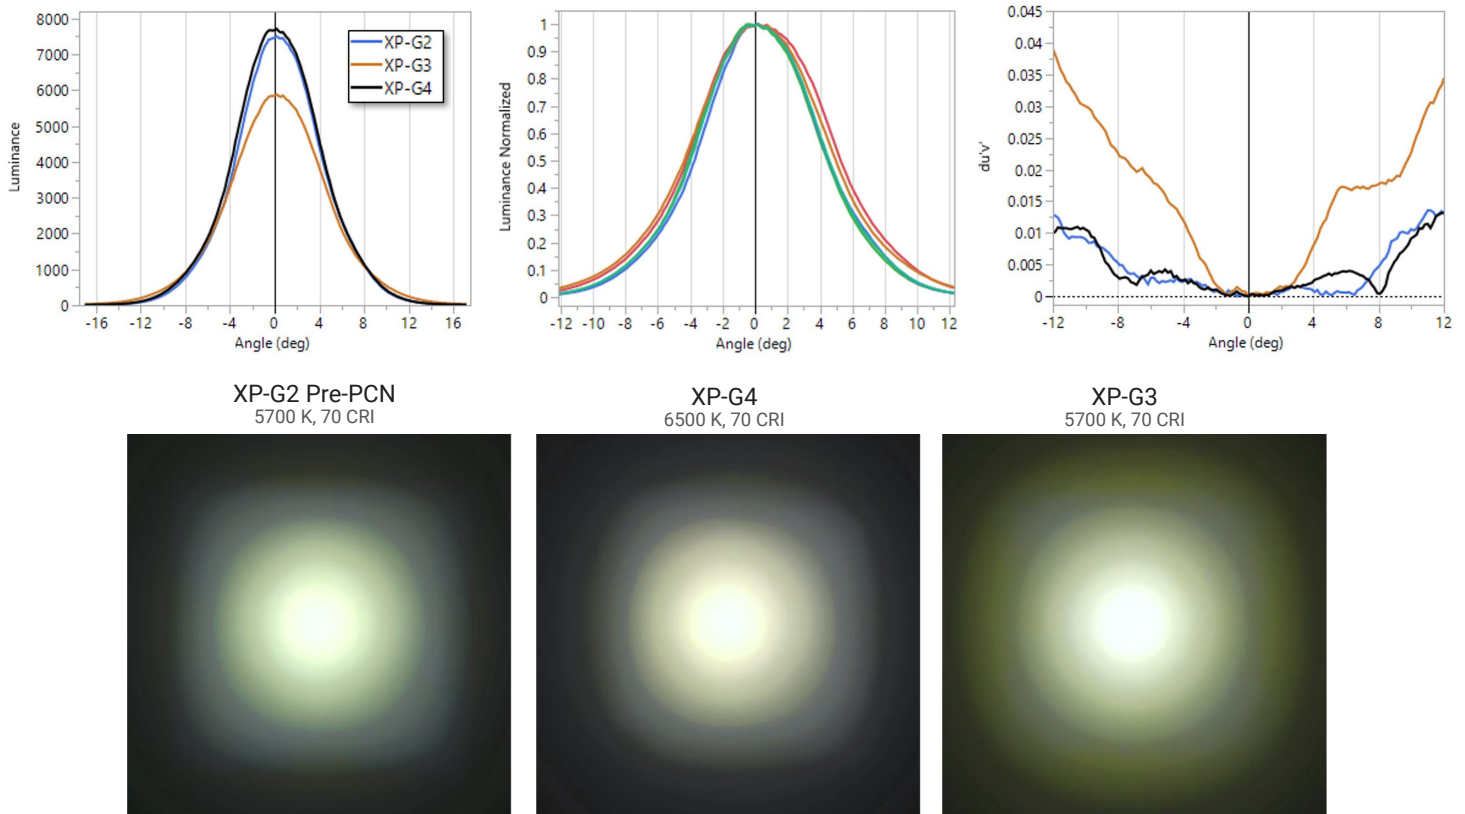 8000
7000
6000
5000
4000
3000
2000
1000
0
Luminance
-16 -12 -8 -4 0 4 8 12 16
Angle (deg)
XP-G2
XP-G3
XP-G4
1
0.9
0.8
0.7
0.6
0.5
0.4
0.3
0.2
0.1
0
Luminance Normalized
-12 -10 -8 -6 -4 -2 0 2 4 6 8 10 12
Angle (deg)
0.045
0.04
0.035
0.03
0.025
0.02
0.015
0.01
0.005
0
du'v'
-12 -8 -4 0 4 8 12
Angle (deg)
XP-G2 Pre-PCN
5700 K, 70 CRI
XP-G4
6500 K, 70 CRI
XP-G3
5700 K, 70 CRI